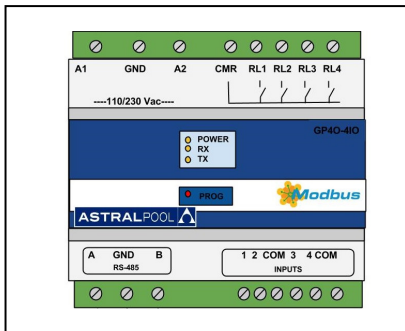 A1 GND A2 CMR RL1 RL2 RL3 RL4
----110/230 Vac----
GP4O-4IO
POWER
RX
TX
PROG
Modbus
ASTRALPOOL
A GND B
RS-485
1 2 COM 3 4 COM
INPUTS